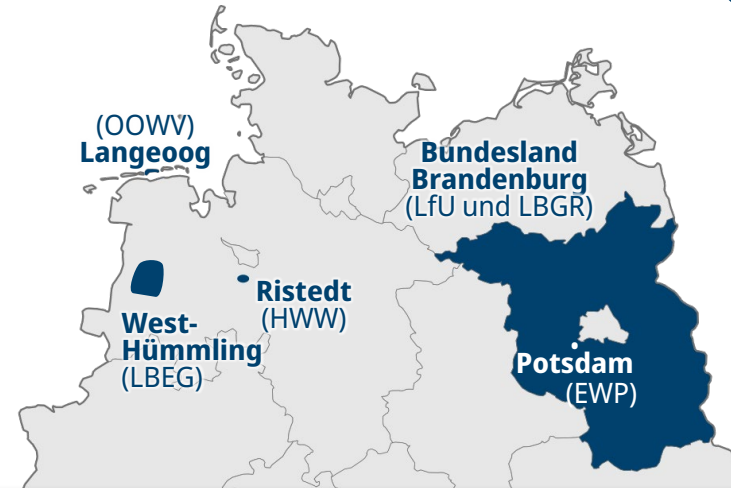 (OOWV)
Langeoog
Bundesland
Brandenburg
(LfU und LBGR)
Ristedt
(HWW)
West-
Hümmling
(LBEG)
Potsdam
(EWP)